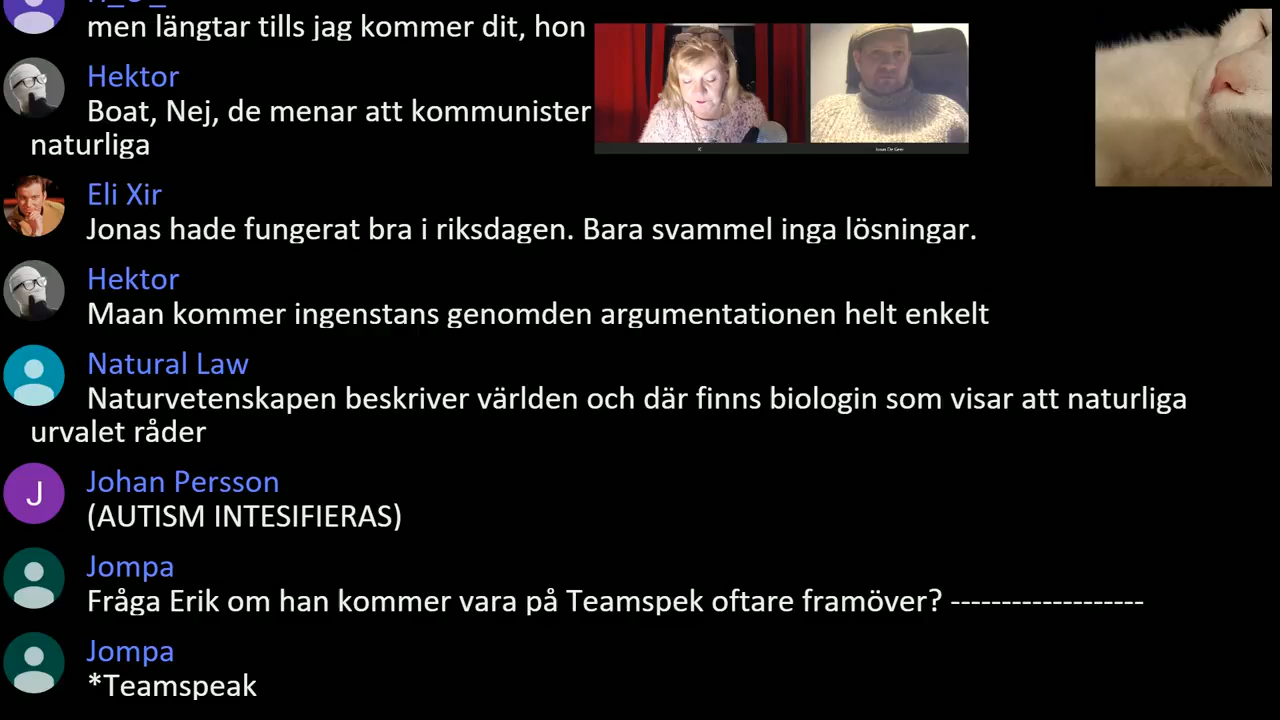 men längtar tills jag kommer dit, hon
Hektor
Boat, Nej, de menar att kommunister
naturliga
Eli Xir
Jonas hade fungerat bra i riksdagen. Bara svammel inga lösningar.
Hektor
Maan kommer ingenstans genomden argumentationen helt enkelt
Natural Law
Naturvetenskapen beskriver världen och där finns biologin som visar att naturliga
urvalet råder
J
Johan Persson
(AUTISM INTESIFIERAS)
Jompa
Fråga Erik om han kommer vara på Teamspek oftare framöver? -------------------
Jompa
*Teamspeak